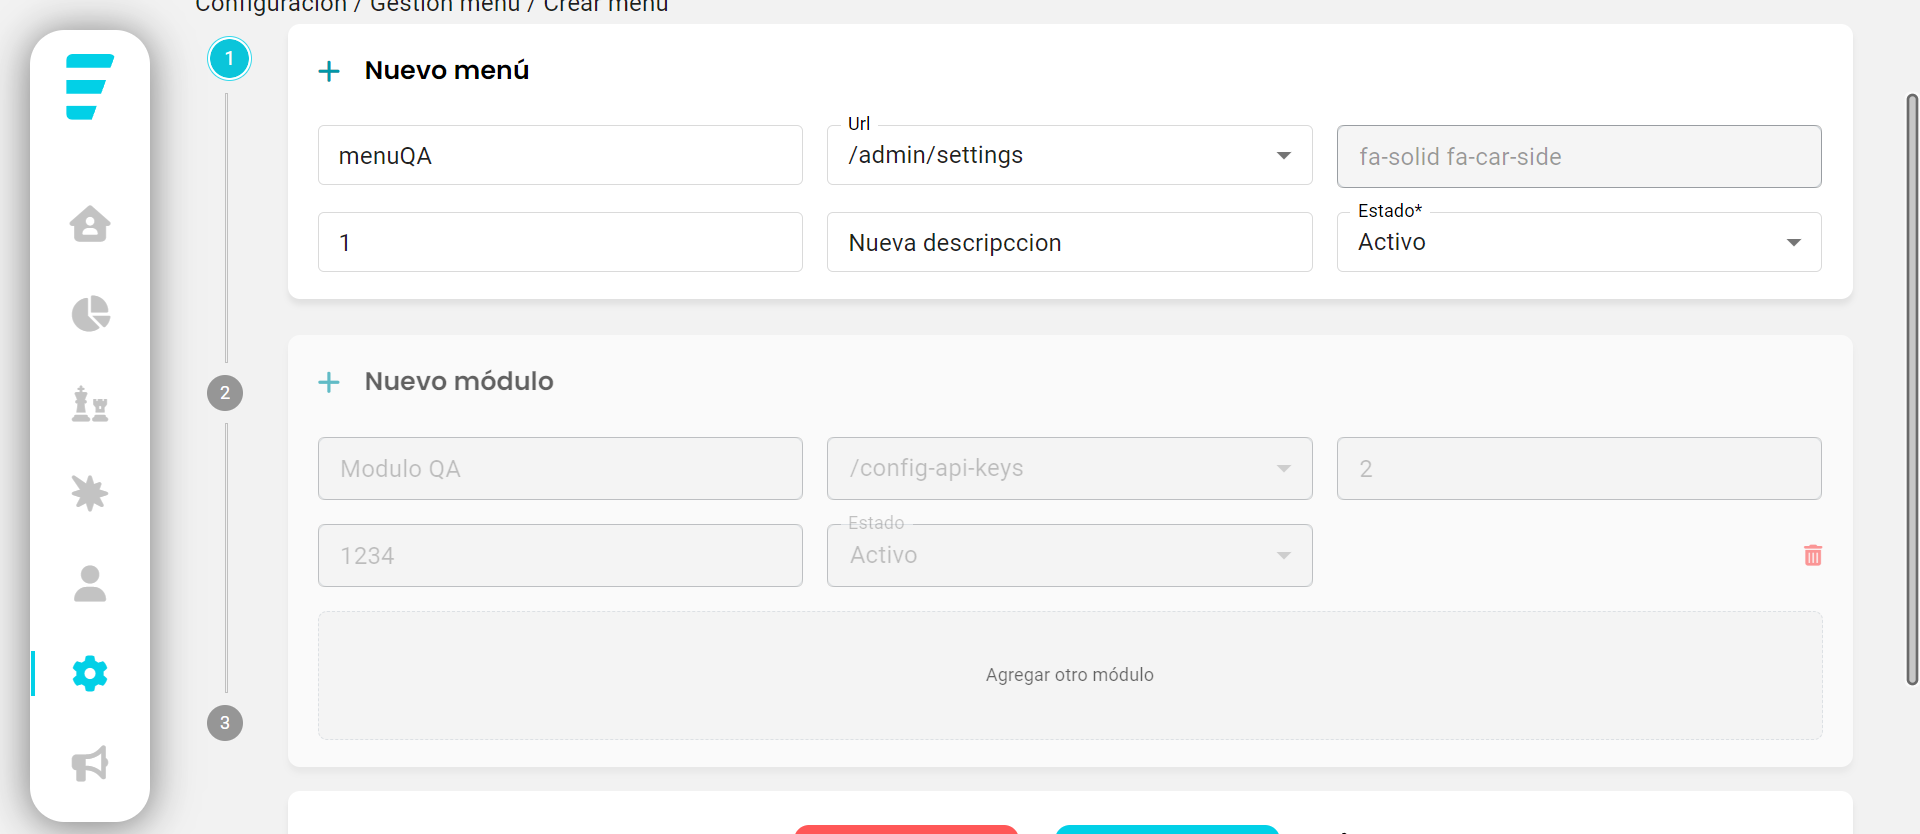 Configuración / Gestión menú / Crear menú
1
Nuevo menú
menuQA
Url
/admin/settings
fa-solid fa-car-side
1
Nueva descripccion
Estado*
Activo
2
Nuevo módulo
Modulo QA
/config-api-keys
2
1234
Estado
Activo
Agregar otro módulo
3